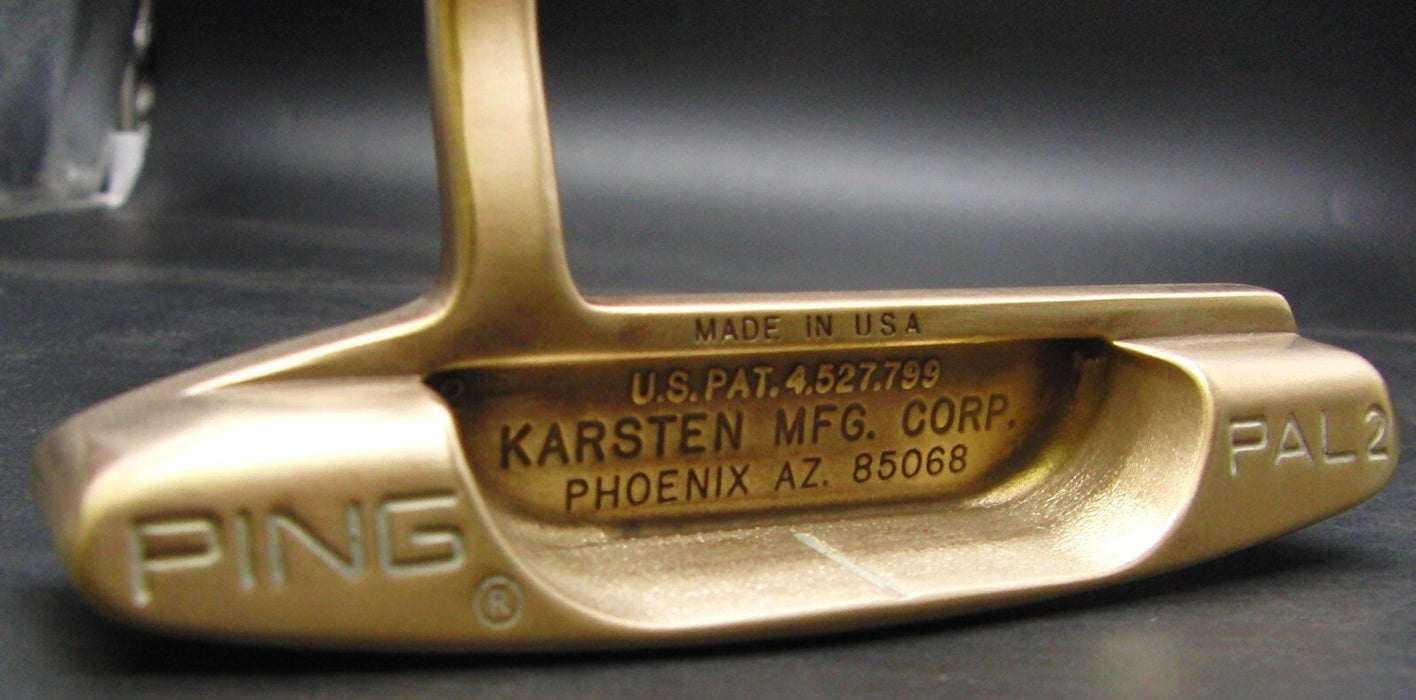 MADE IN USA
U.S.PAT.4.527.799
KARSTEN MFG. CORP.
PHOENIX AZ. 85068
PING®
PAL 2